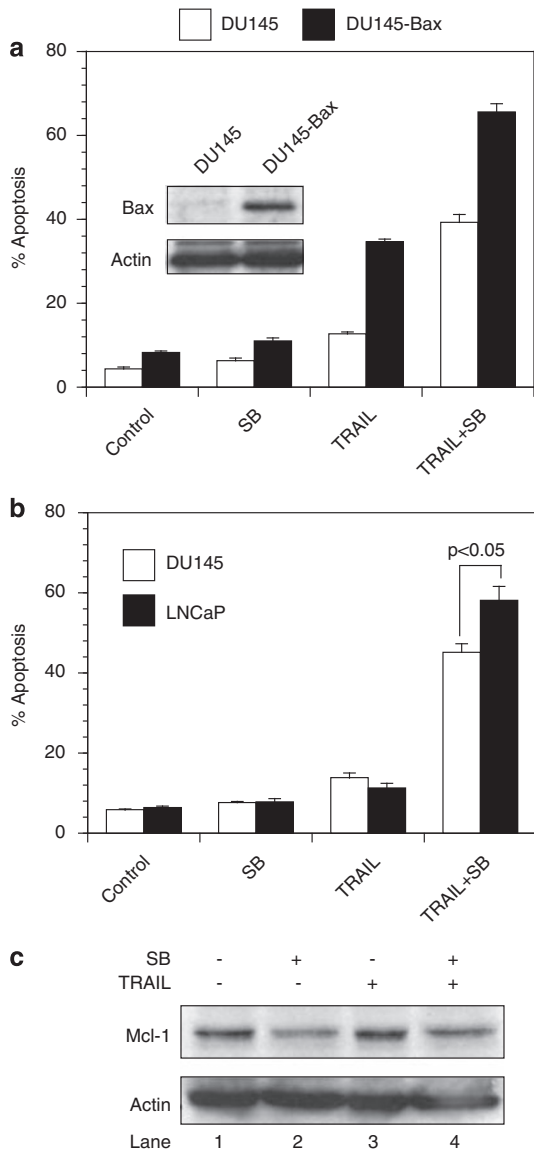 DU145 DU145-Bax
a
80
60
40
20
0
% Apoptosis
DU145 DU145-Bax
Bax
Actin
Control SB TRAIL TRAIL+SB
b
80
60
40
20
0
% Apoptosis
DU145
LNCaP
p<0.05
Control SB TRAIL TRAIL+SB
c
SB - + - +
TRAIL - - + +
Mcl-1
Actin
Lane 1 2 3 4